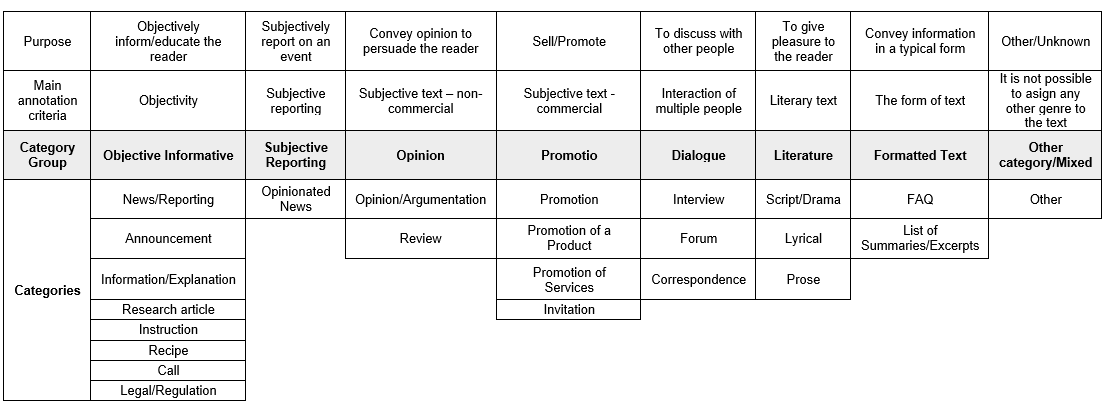 Purpose
Objectively
inform/educate the
reader
Subjectively
report on an
event
Convey opinion to
persuade the reader
Sell/Promote
To discuss with
other people
To give
pleasure to
the reader
Convey information
in a typical form
Other/Unknown
Main
annotation
criteria
Objectivity
Subjective
reporting
Subjective text – non-
commercial
Subjective text -
commercial
Interaction of
multiple people
Literary text
The form of text
It is not possible
to asign any
other genre to
the text
Category
Group
Objective Informative
Subjective
Reporting
Opinion
Promotio
Dialogue
Literature
Formatted Text
Other
category/Mixed
Categories
News/Reporting
Opinionated
News
Opinion/Argumentation
Promotion
Interview
Script/Drama
FAQ
Other
Announcement
Review
Promotion of a
Product
Forum
Lyrical
List of
Summaries/Excerpts
Information/Explanation
Promotion of
Services
Correspondence
Prose
Research article
Invitation
Instruction
Recipe
Call
Legal/Regulation